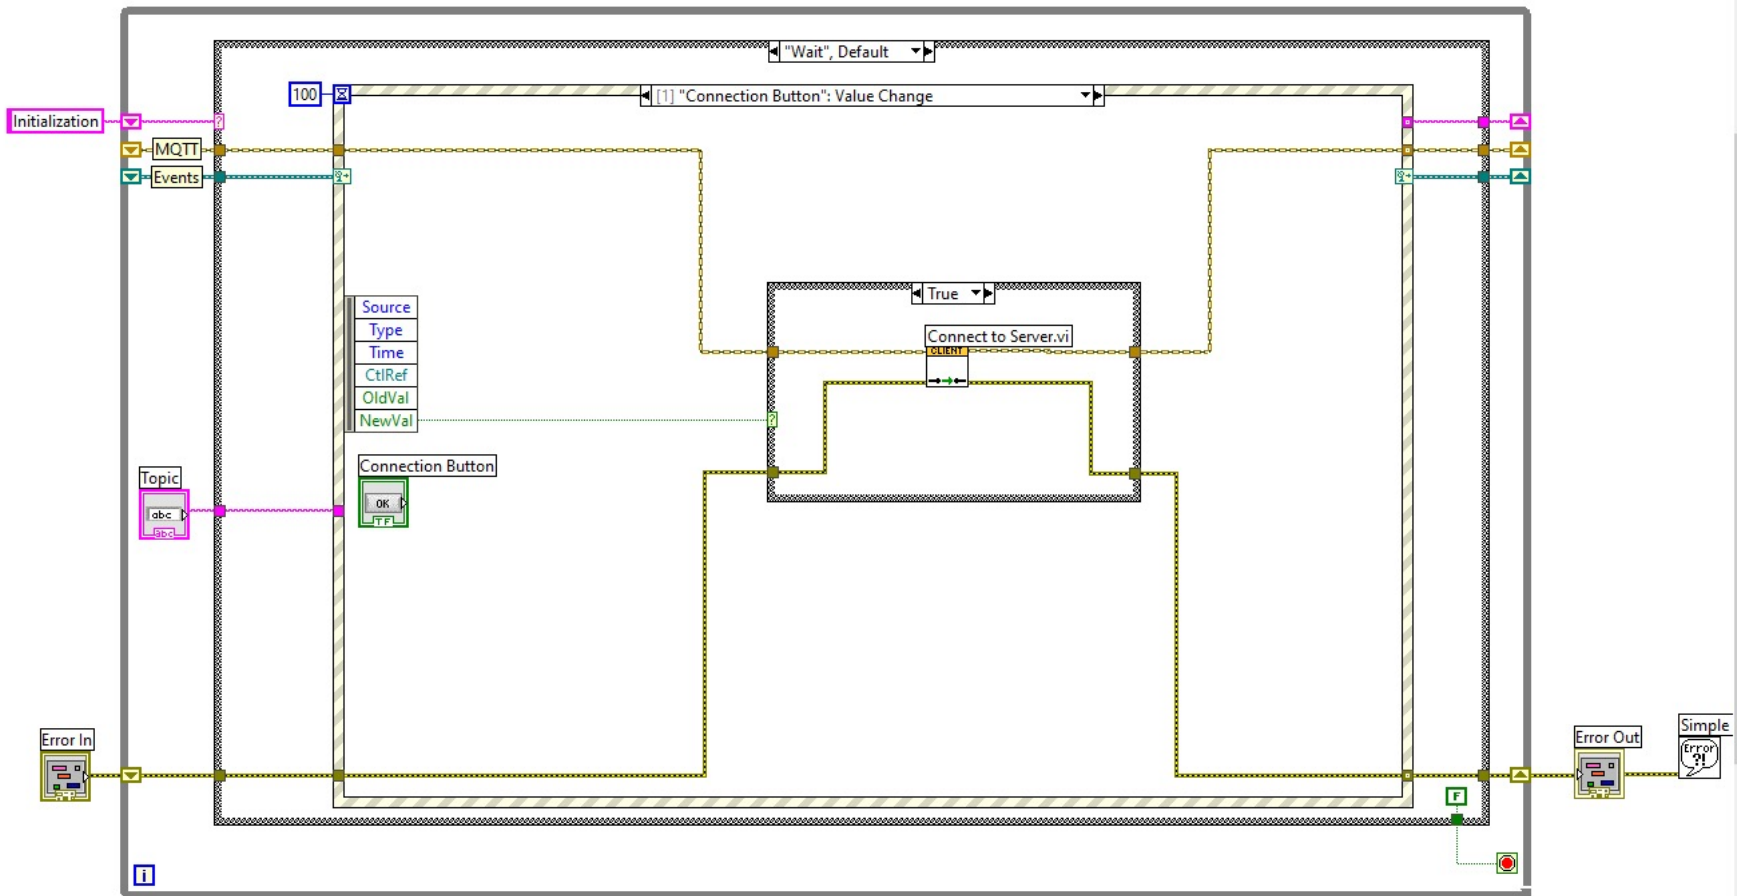 "Wait", Default
100
[1] "Connection Button": Value Change
Initialization
MQTT
Events
Source
Type
Time
CtlRef
OldVal
NewVal
True
Connect to Server.vi
CLIENT
Connection Button
OK
TF
Topic
abc
abc
Error In
Error Out
Simple
Error
?!
F
i